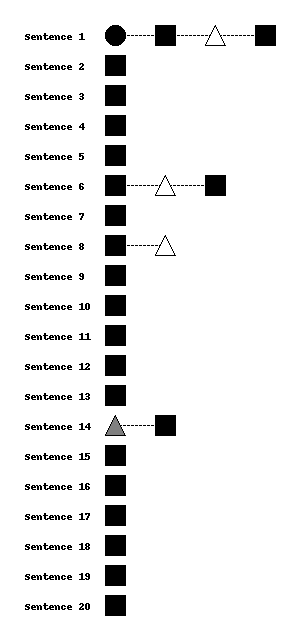 Sentence 1
Sentence 2
Sentence 3
Sentence 4
Sentence 5
Sentence 6
Sentence 7
Sentence 8
Sentence 9
Sentence 10
Sentence 11
Sentence 12
Sentence 13
Sentence 14
Sentence 15
Sentence 16
Sentence 17
Sentence 18
Sentence 19
Sentence 20